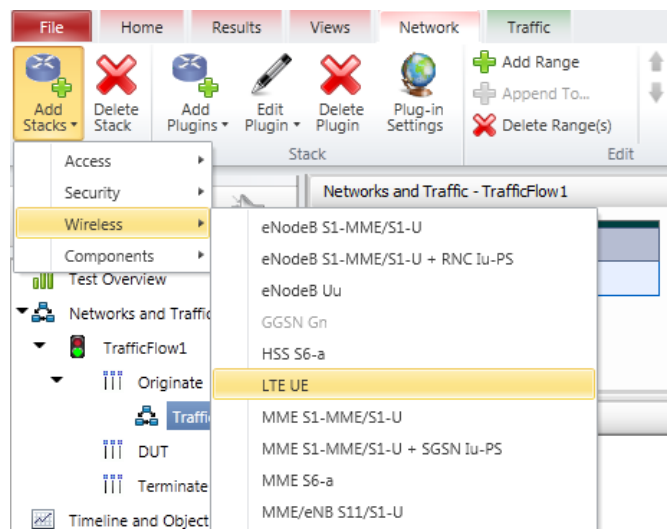 File Home Results Views Network Traffic
Add Stacks Delete Stack Add Plugins Edit Plugin Delete Plugin Plug-in Settings
Add Range
Append To...
Delete Range(s)
Stack Edit
Access
Security
Wireless
Components
Networks and Traffic - TrafficFlow1
eNodeB S1-MME/S1-U
eNodeB S1-MME/S1-U + RNC Iu-PS
eNodeB Uu
GGSN Gn
HSS S6-a
LTE UE
MME S1-MME/S1-U
MME S1-MME/S1-U + SGSN Iu-PS
MME S6-a
MME/eNB S11/S1-U
Test Overview
Networks and Traffic
TrafficFlow1
Originate
Traffi
DUT
Terminate
Timeline and Object